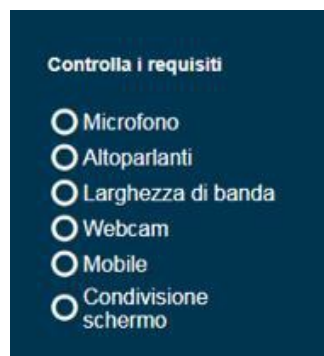 Controlla i requisiti
Microfono
Altoparlanti
Larghezza di banda
Webcam
Mobile
Condivisione
schermo